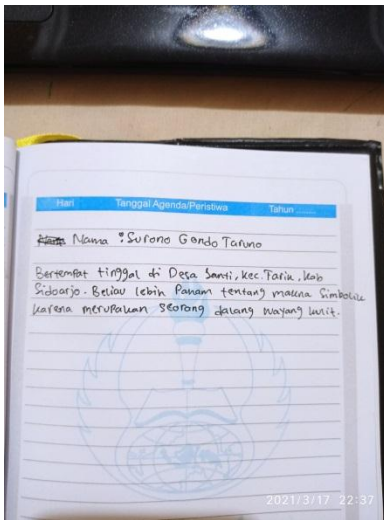 Hari Tanggal Agenda/Peristiwa Tahun ........
Nama : Surono Gondo Taruno
Bertempat tinggal di Desa Santi, Kec. Tarik, Kab
Sidoarjo. Beliau lebih Paham tentang makna Simbolik
karena merupakan seorang dalang wayang kulit.
2021/3/17 22:37